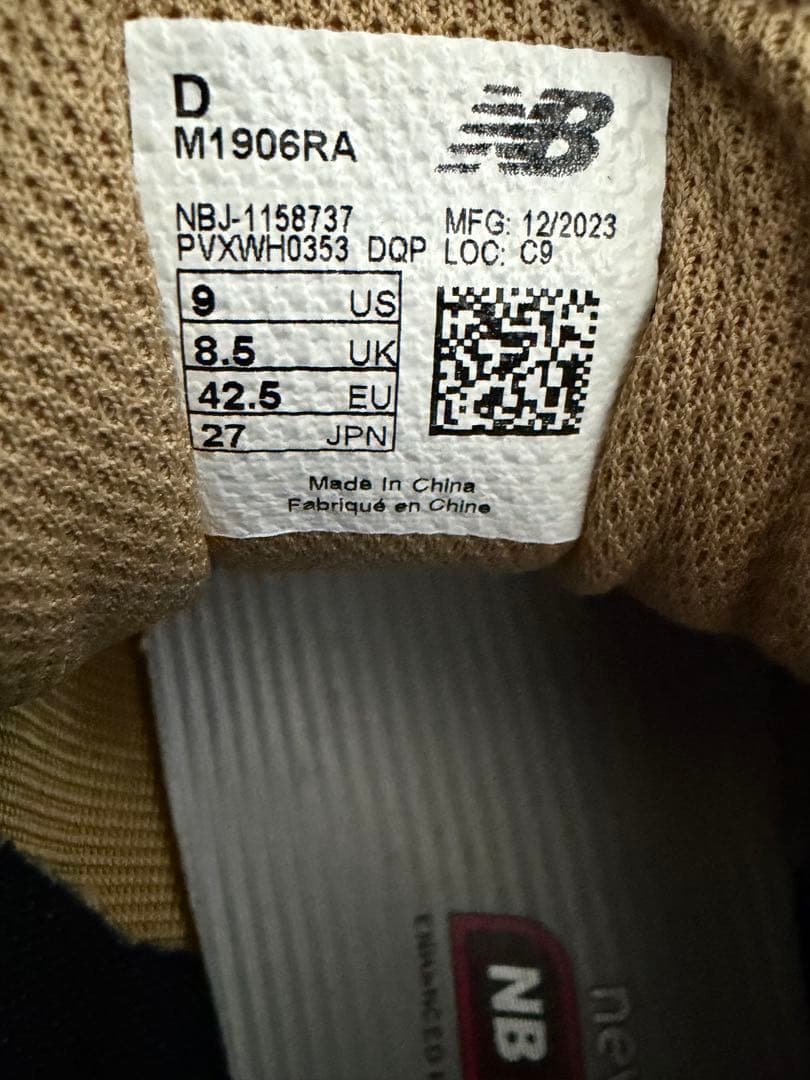 D
M1906RA
NB
NBJ-1158737 MFG: 12/2023
PVXWH0353 DQP LOC: C9
9 US
8.5 UK
42.5 EU
27 JPN
Made in China
Fabriqué en Chine
NB